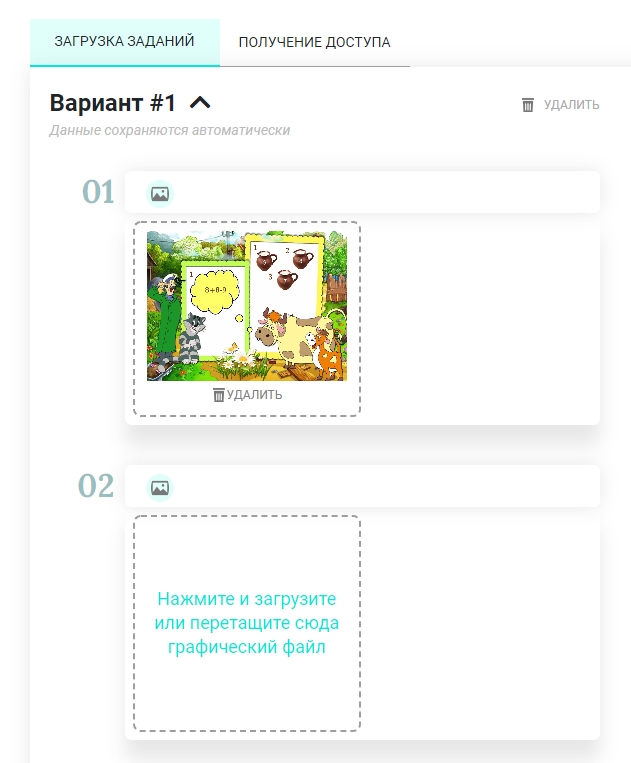 ЗАГРУЗКА ЗАДАНИЙ ПОЛУЧЕНИЕ ДОСТУПА
Вариант #1
УДАЛИТЬ
Данные сохраняются автоматически
01
1
2
3
1
8+0-9
УДАЛИТЬ
02
Нажмите и загрузите
или перетащите сюда
графический файл